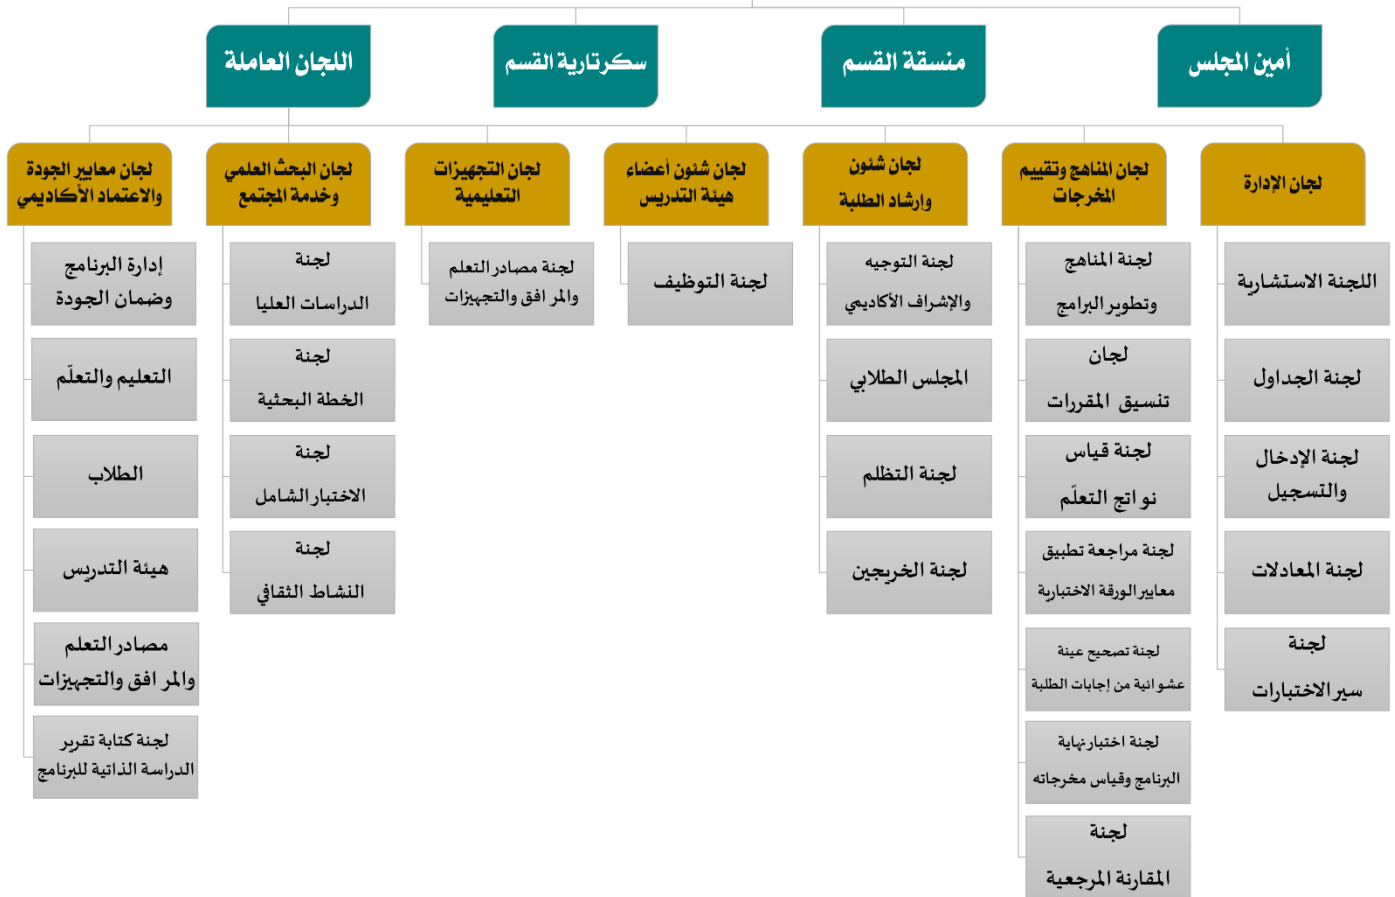 أمين المجلس
منسقة القسم
سكرتارية القسم
اللجان العاملة
لجان الإدارة
لجان المناهج وتقييم
المخرجات
لجان شئون
وإرشاد الطلبة
لجان شئون أعضاء
هيئة التدريس
لجان التجهيزات
التعليمية
لجان البحث العلمي
وخدمة المجتمع
لجان معايير الجودة
والاعتماد الأكاديمي
اللجنة الاستشارية
لجنة الجداول
لجنة الإدخال
والتسجيل
لجنة المعادلات
لجنة
سير الاختبارات
لجنة المناهج
وتطوير البرامج
لجان
تنسيق المقررات
لجنة قياس
نواتج التعلّم
لجنة مراجعة تطبيق
معايير الورقة الاختبارية
لجنة تصحيح عينة
عشوائية من إجابات الطلبة
لجنة اختبار نهاية
البرنامج وقياس مخرجاته
لجنة
المقارنة المرجعية
لجنة التوجيه
والإشراف الأكاديمي
المجلس الطلابي
لجنة التظلم
لجنة الخريجين
لجنة التوظيف
لجنة مصادر التعلم
والمرافق والتجهيزات
لجنة
الدراسات العليا
لجنة
الخطة البحثية
لجنة
الاختبار الشامل
لجنة
النشاط الثقافي
إدارة البرنامج
وضمان الجودة
التعليم والتعلّم
الطلاب
هيئة التدريس
مصادر التعلم
والمرافق والتجهيزات
لجنة كتابة تقرير
الدراسة الذاتية للبرنامج